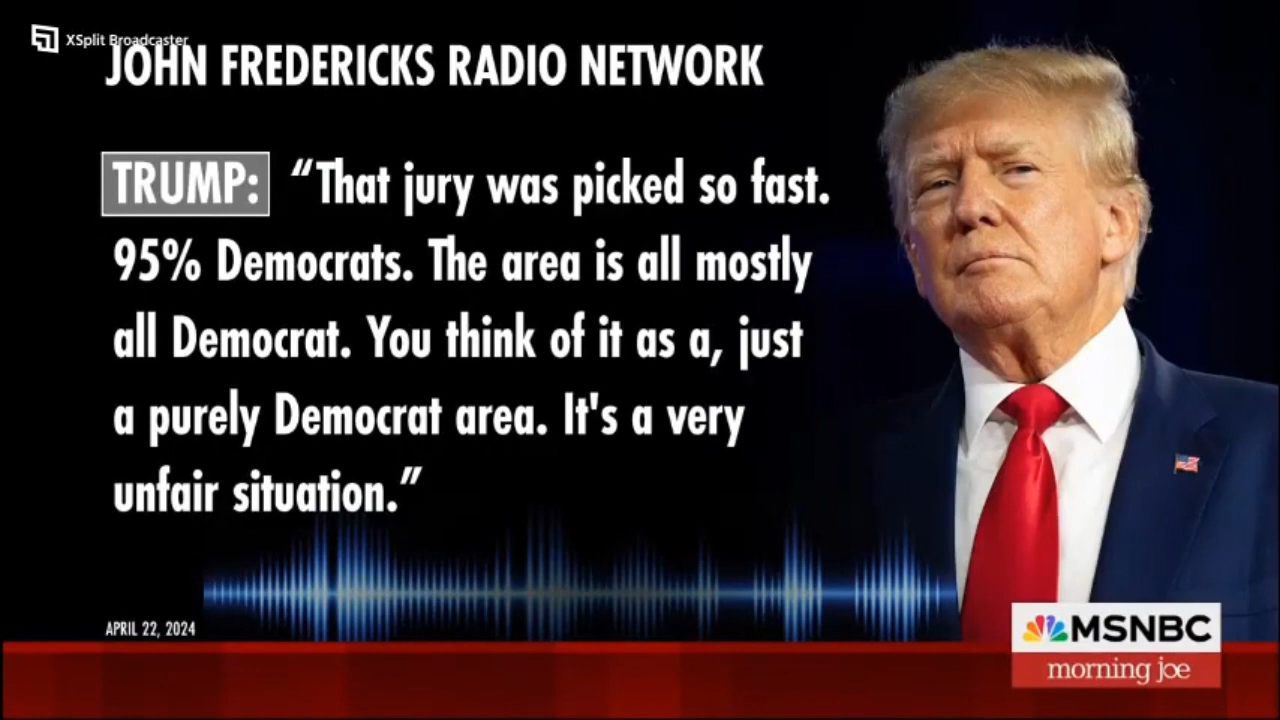 XSplit Broadcaster
JOHN FREDERICKS RADIO NETWORK
TRUMP: “That jury was picked so fast.
95% Democrats. The area is all mostly
all Democrat. You think of it as a, just
a purely Democrat area. It's a very
unfair situation.”
APRIL 22, 2024
MSNBC
morning joe